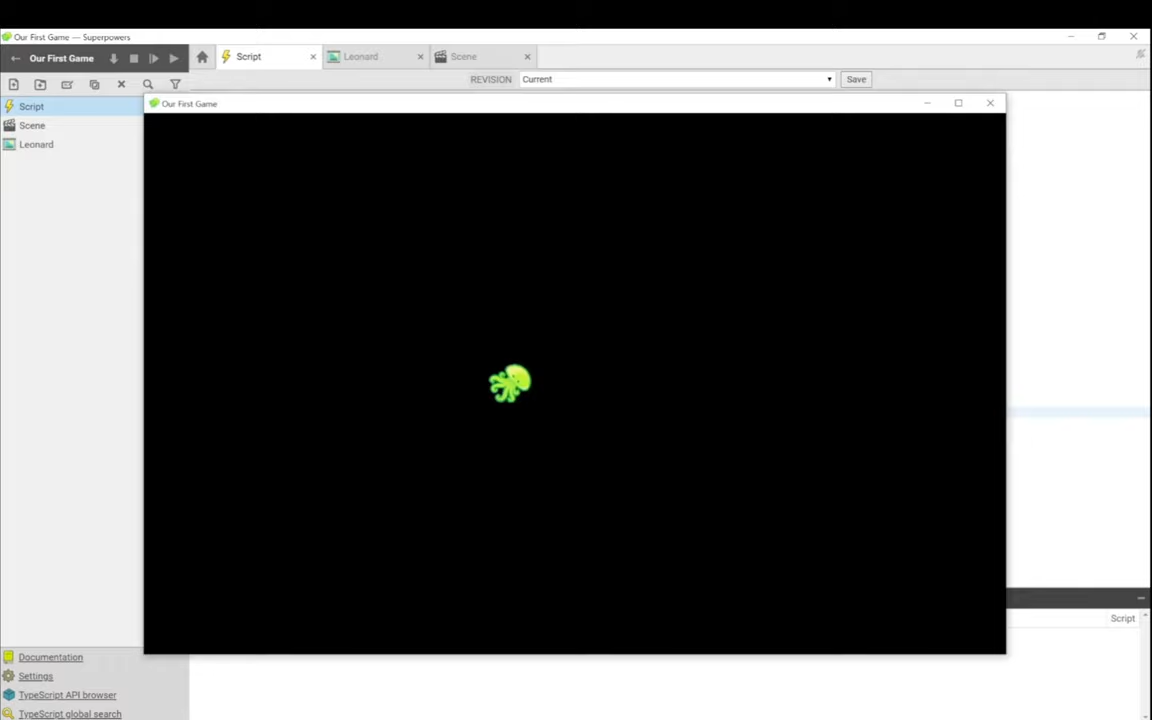 Our First Game — Superpowers
Our First Game
Script
Leonard
Scene
REVISION
Current
Save
Script
Scene
Leonard
Our First Game
Script
Documentation
Settings
TypeScript API browser
TypeScript global search